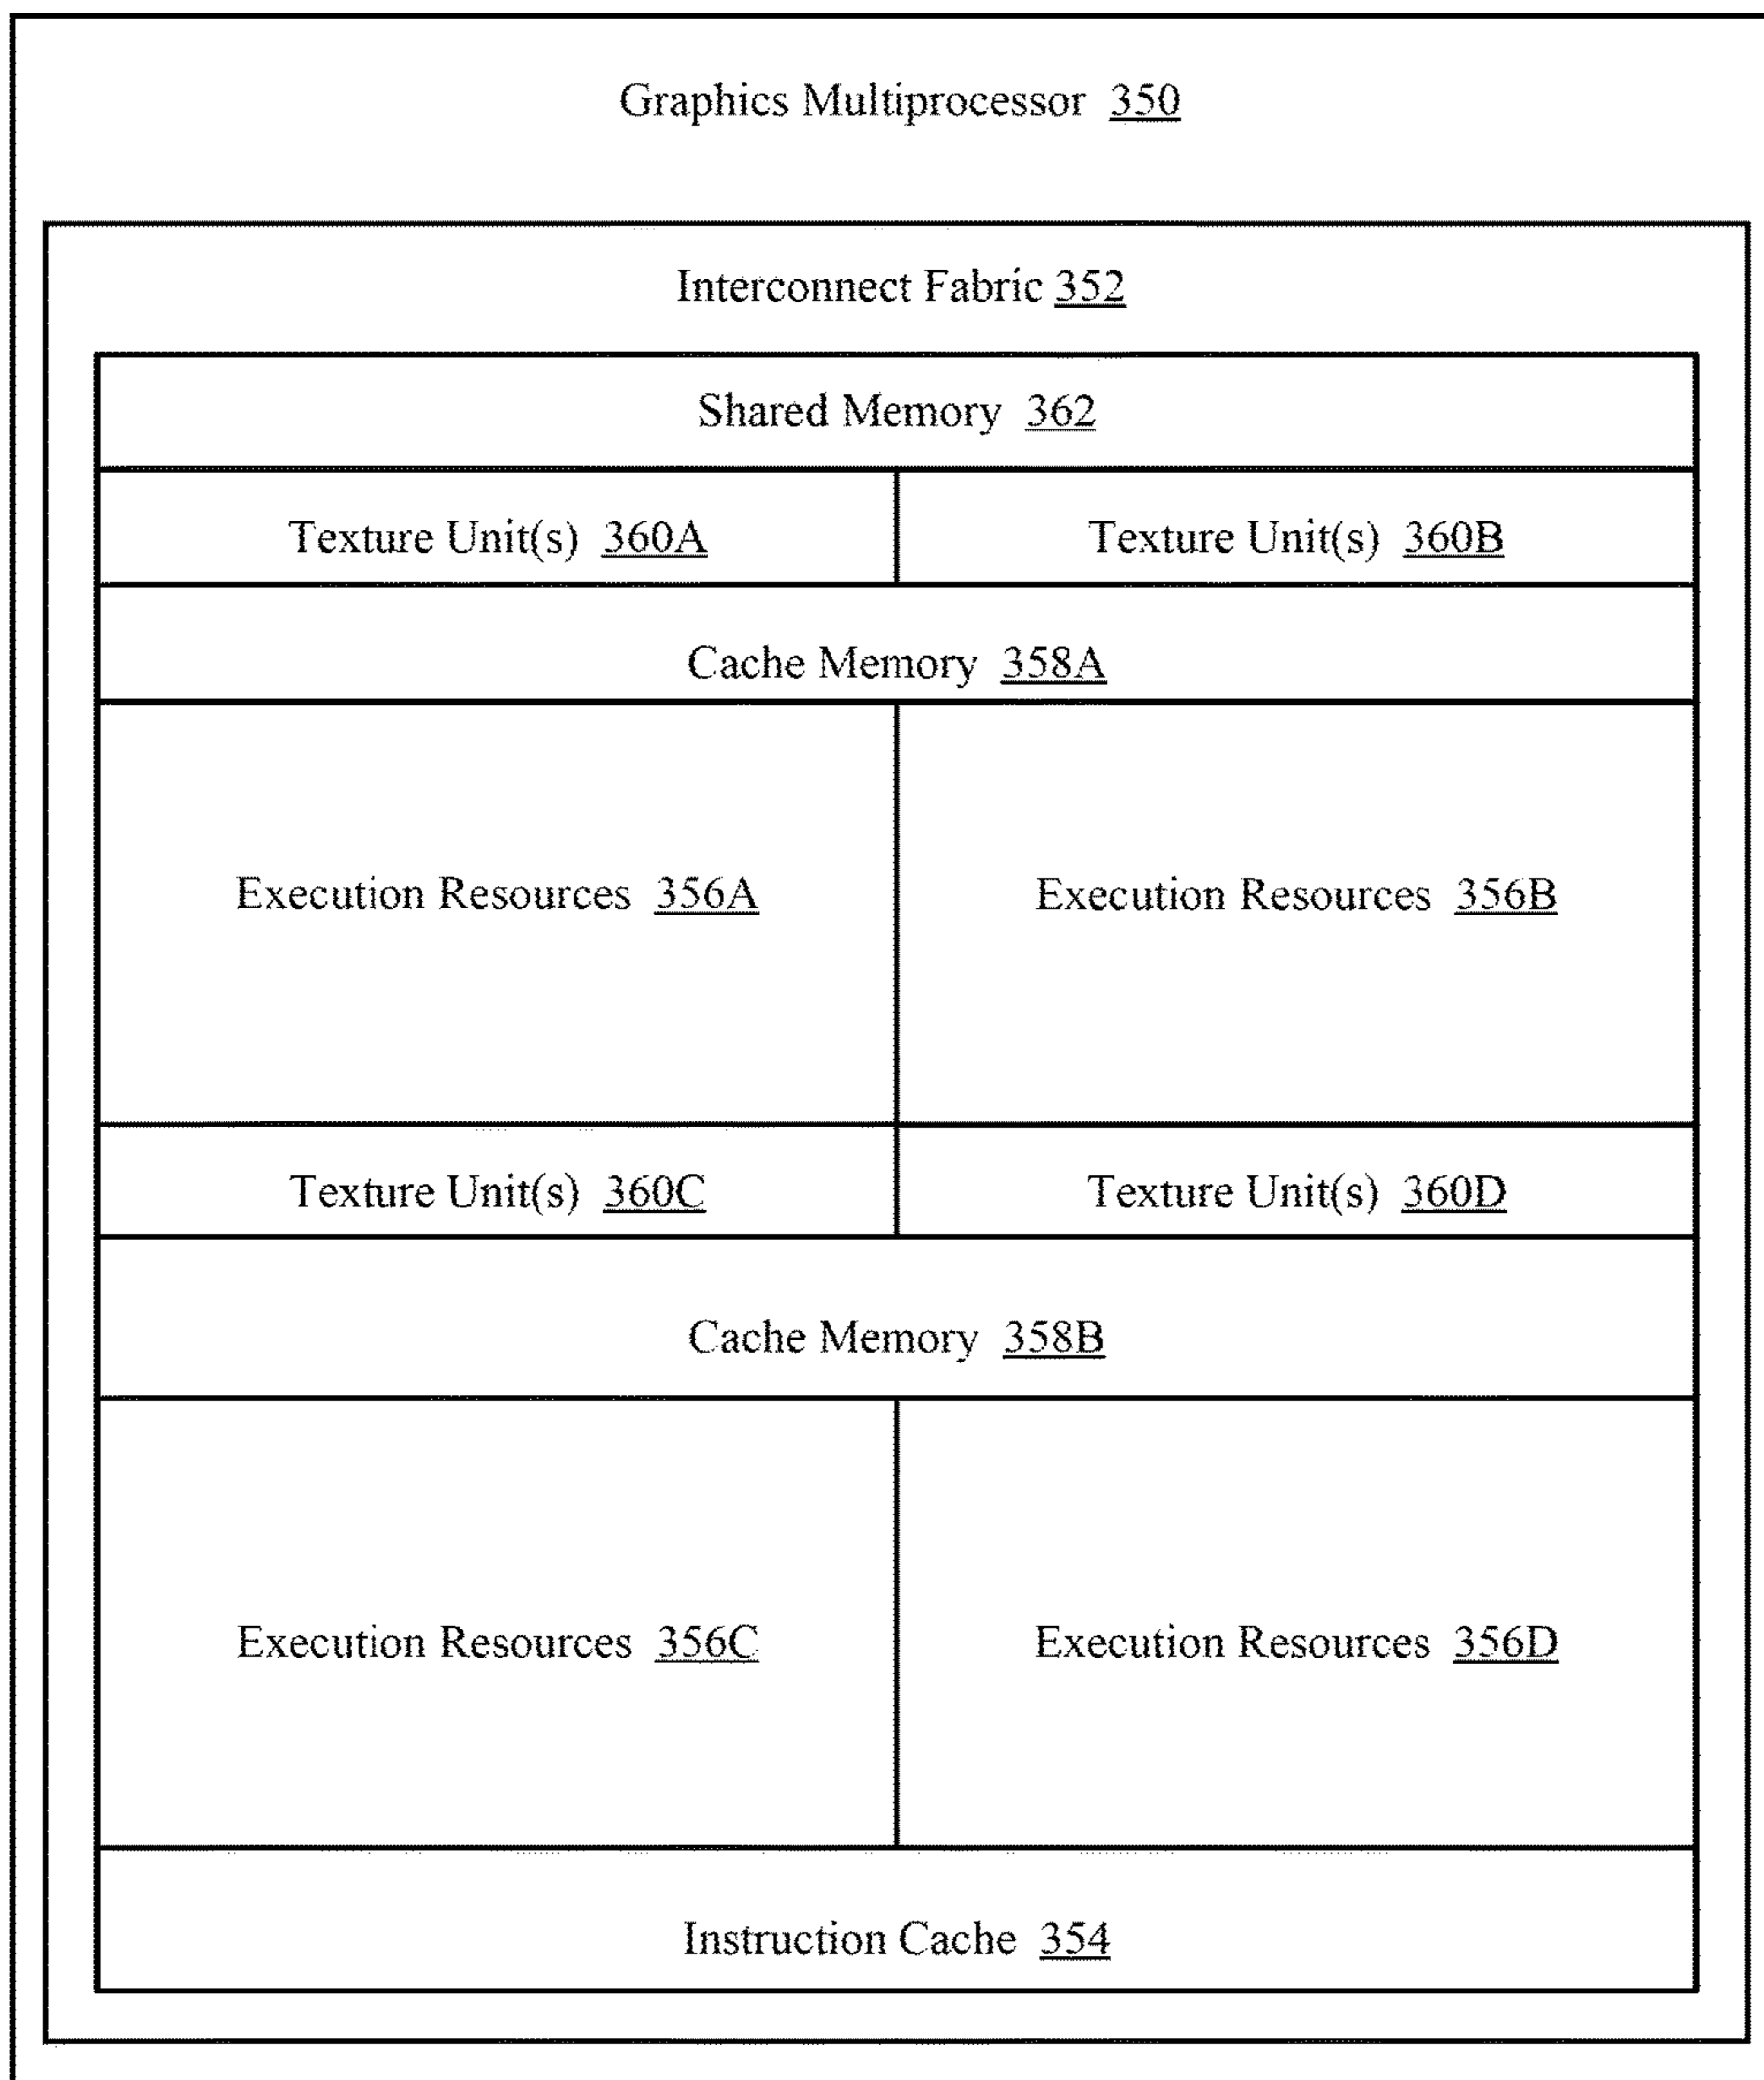 Graphics Multiprocessor 350
Interconnect Fabric 352
Shared Memory 362
Texture Unit(s) 360A
Texture Unit(s) 360B
Cache Memory 358A
Execution Resources 356A
Execution Resources 356B
Texture Unit(s) 360C
Texture Unit(s) 360D
Cache Memory 358B
Execution Resources 356C
Execution Resources 356D
Instruction Cache 354